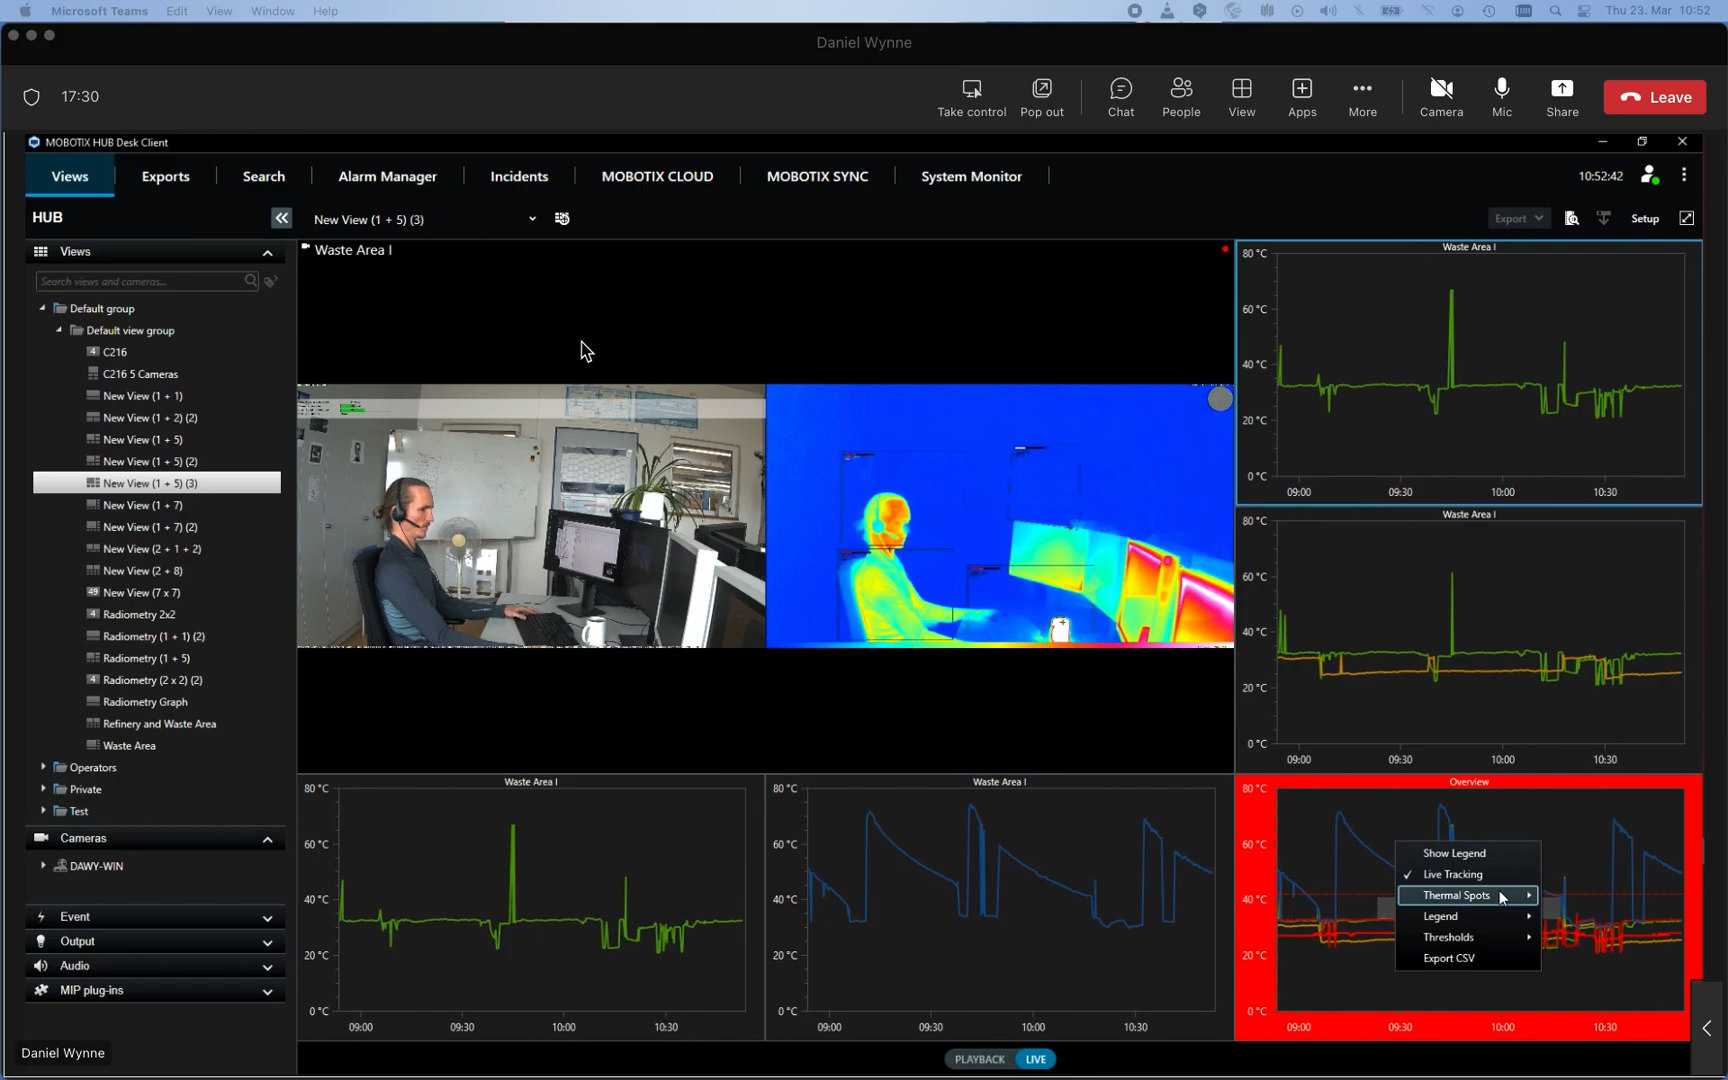 Microsoft Teams Edit View Window Help Thu 23. Mar 10:52
Daniel Wynne
17:30 Take control Pop out Chat People View Apps More Camera Mic Share Leave
MOBOTIX HUB Desk Client
Views Exports Search Alarm Manager Incidents MOBOTIX CLOUD MOBOTIX SYNC System Monitor 10:52:42
HUB New View (1 + 5) (3) Export Setup
Views
Search views and cameras...
Default group
Default view group
4 C216
C216 5 Cameras
New View (1 + 1)
New View (1 + 2) (2)
New View (1 + 5)
New View (1 + 5) (2)
New View (1 + 5) (3)
New View (1 + 7)
New View (1 + 7) (2)
New View (2 + 1 + 2)
New View (2 + 8)
49 New View (7 x 7)
4 Radiometry 2x2
Radiometry (1 + 1) (2)
Radiometry (1 + 5)
4 Radiometry (2 x 2) (2)
Radiometry Graph
Refinery and Waste Area
Waste Area
Operators
Private
Test
Cameras
DAWY-WIN
Event
Output
Audio
MIP plug-ins
Daniel Wynne
Waste Area I
Waste Area I
80 °C
60 °C
40 °C
20 °C
0 °C
09:00 09:30 10:00 10:30
Waste Area I
80 °C
60 °C
40 °C
20 °C
0 °C
09:00 09:30 10:00 10:30
Waste Area I
80 °C
60 °C
40 °C
20 °C
0 °C
09:00 09:30 10:00 10:30
Waste Area I
80 °C
60 °C
40 °C
20 °C
0 °C
09:00 09:30 10:00 10:30
Overview
80 °C
60 °C
40 °C
20 °C
0 °C
09:00 09:30 10:00 10:30
Show Legend
✓ Live Tracking
Thermal Spots
Legend
Thresholds
Export CSV
PLAYBACK LIVE